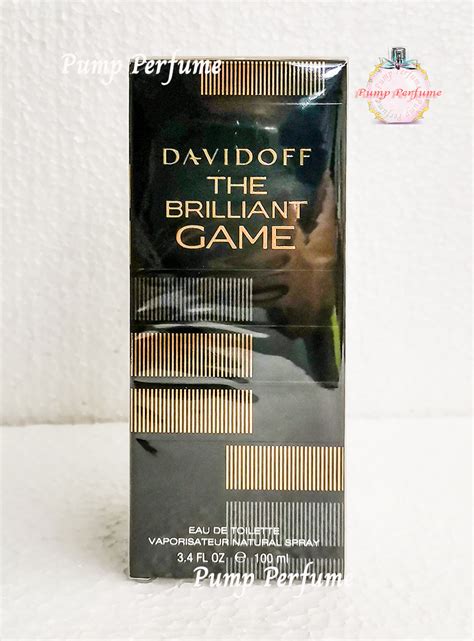 Pump Perfume
Pump Perfume
DAVIDOFF
THE
BRILLIANT
GAME
EAU DE TOILETTE
VAPORISATEUR NATURAL SPRAY
3.4 FL OZ ℮ 100 ml
Pump Perfume